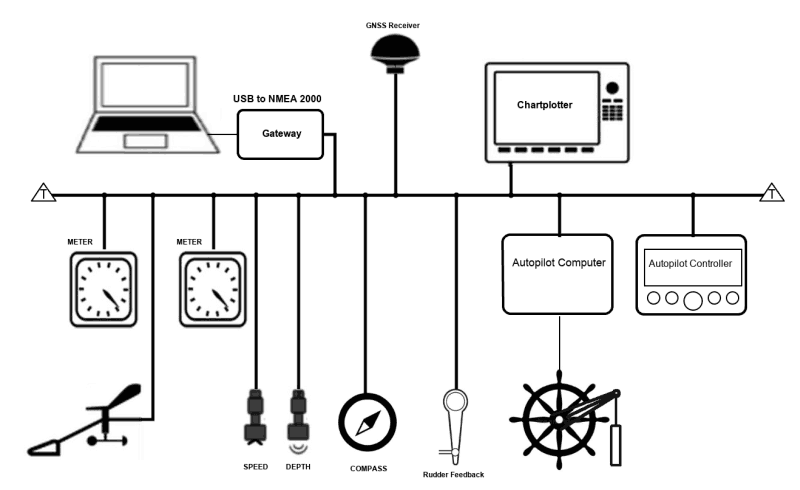 GNSS Receiver
USB to NMEA 2000
Gateway
Chartplotter
T
T
METER
METER
Autopilot Computer
Autopilot Controller
SPEED
DEPTH
COMPASS
Rudder Feedback